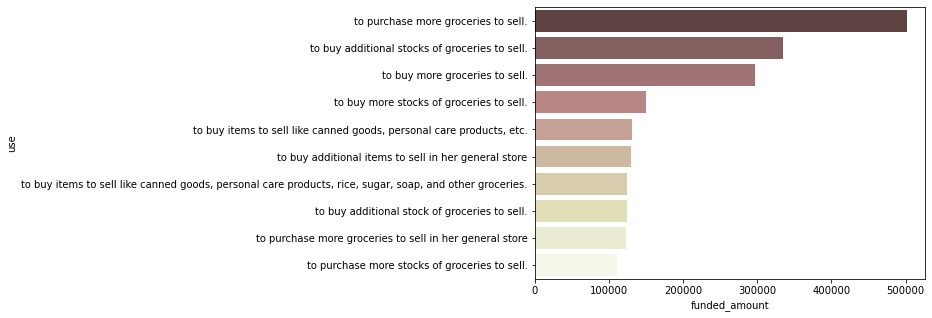 to purchase more groceries to sell.
to buy additional stocks of groceries to sell.
to buy more groceries to sell.
to buy more stocks of groceries to sell.
to buy items to sell like canned goods, personal care products, etc.
to buy additional items to sell in her general store
to buy items to sell like canned goods, personal care products, rice, sugar, soap, and other groceries.
to buy additional stock of groceries to sell.
to purchase more groceries to sell in her general store
to purchase more stocks of groceries to sell.
use
0 100000 200000 300000 400000 500000
funded_amount